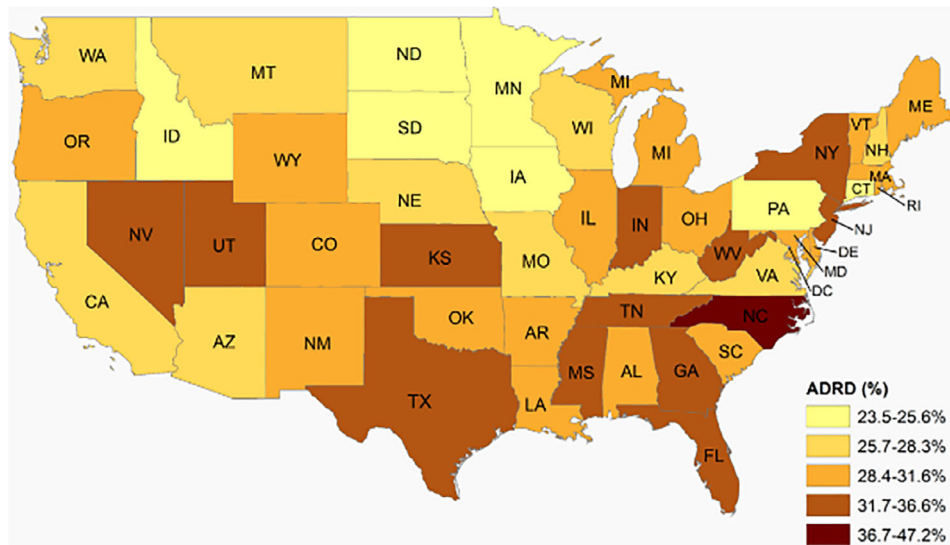 WA
MT
ND
MN
MI
ME
VT
OR
ID
SD
WI
MI
NY
NH
MA
WY
CT
RI
IA
NE
PA
NJ
NV
UT
CO
IL
IN
OH
DE
KS
MO
WV
MD
KY
VA
DC
CA
AZ
NM
OK
AR
TN
NC
SC
MS
AL
GA
TX
LA
FL
ADRD (%)
23.5-25.6%
25.7-28.3%
28.4-31.6%
31.7-36.6%
36.7-47.2%